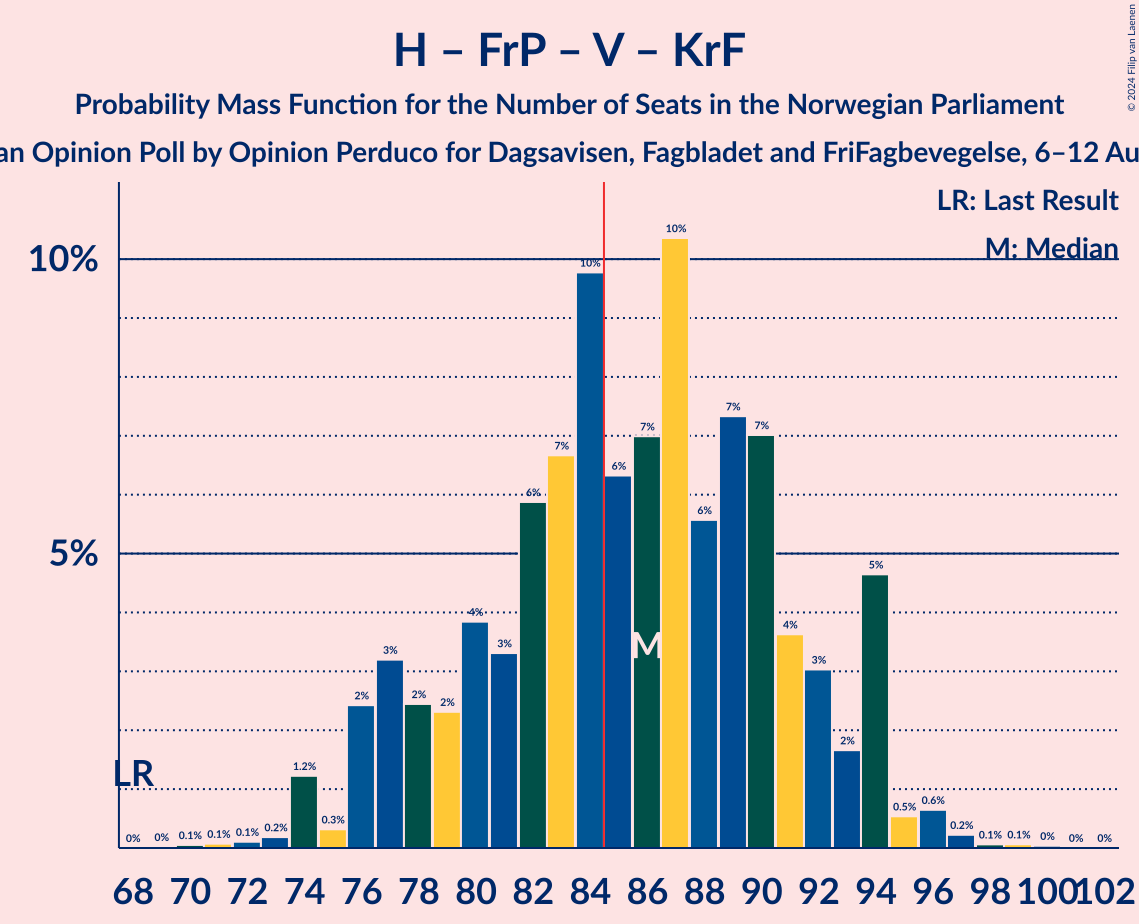 H – FrP – V – KrF
Probability Mass Function for the Number of Seats in the Norwegian Parliament
an Opinion Poll by Opinion Perduco for Dagsavisen, Fagbladet and FriFagbevegelse, 6–12 Au
© 2024 Filip van Laenen
LR: Last Result
M: Median
10%
5%
LR
M
0% 0% 0.1% 0.1% 0.1% 0.2% 1.2% 0.3% 2% 3% 2% 2% 4% 3% 6% 7% 10% 6% 7% 10% 6% 7% 7% 4% 3% 2% 5% 0.5% 0.6% 0.2% 0.1% 0.1% 0% 0% 0%
68 70 72 74 76 78 80 82 84 86 88 90 92 94 96 98 100 102